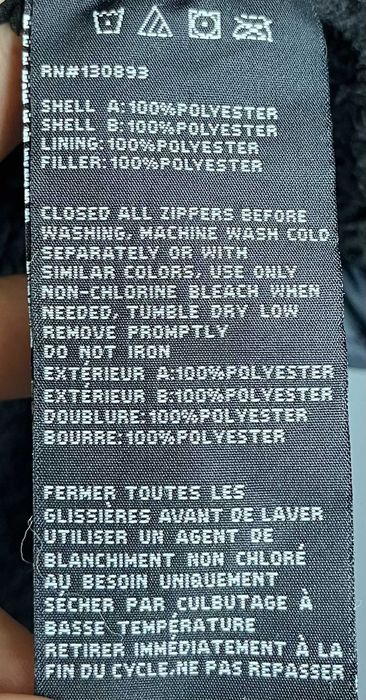 RN#130893
SHELL A:100%POLYESTER
SHELL B:100%POLYESTER
LINING:100%POLYESTER
FILLER:100%POLYESTER
CLOSED ALL ZIPPERS BEFORE
WASHING, MACHINE WASH COLD
SEPARATELY OR WITH
SIMILAR COLORS, USE ONLY
NON-CHLORINE BLEACH WHEN
NEEDED, TUMBLE DRY LOW
REMOVE PROMPTLY
DO NOT IRON
EXTÉRIEUR A:100%POLYESTER
EXTÉRIEUR B:100%POLYESTER
DOUBLURE:100%POLYESTER
BOURRE:100%POLYESTER
FERMER TOUTES LES
GLISSIÈRES AVANT DE LAVER
UTILISER UN AGENT DE
BLANCHIMENT NON CHLORÉ
AU BESOIN UNIQUEMENT
SÉCHER PAR CULBUTAGE À
BASSE TEMPÉRATURE
RETIRER IMMÉDIATEMENT À LA
FIN DU CYCLE.NE PAS REPASSER